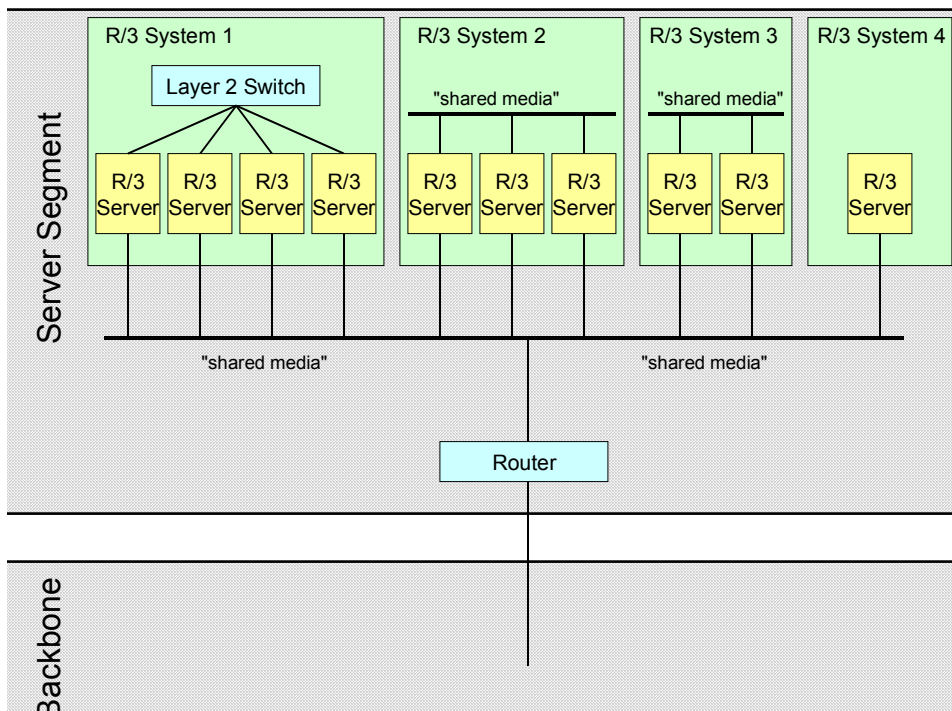 R/3 System 1
R/3 System 2
R/3 System 3
R/3 System 4
Layer 2 Switch
"shared media"
"shared media"
R/3
Server
R/3
Server
R/3
Server
R/3
Server
R/3
Server
R/3
Server
R/3
Server
R/3
Server
R/3
Server
R/3
Server
Server Segment
"shared media"
"shared media"
Router
Backbone